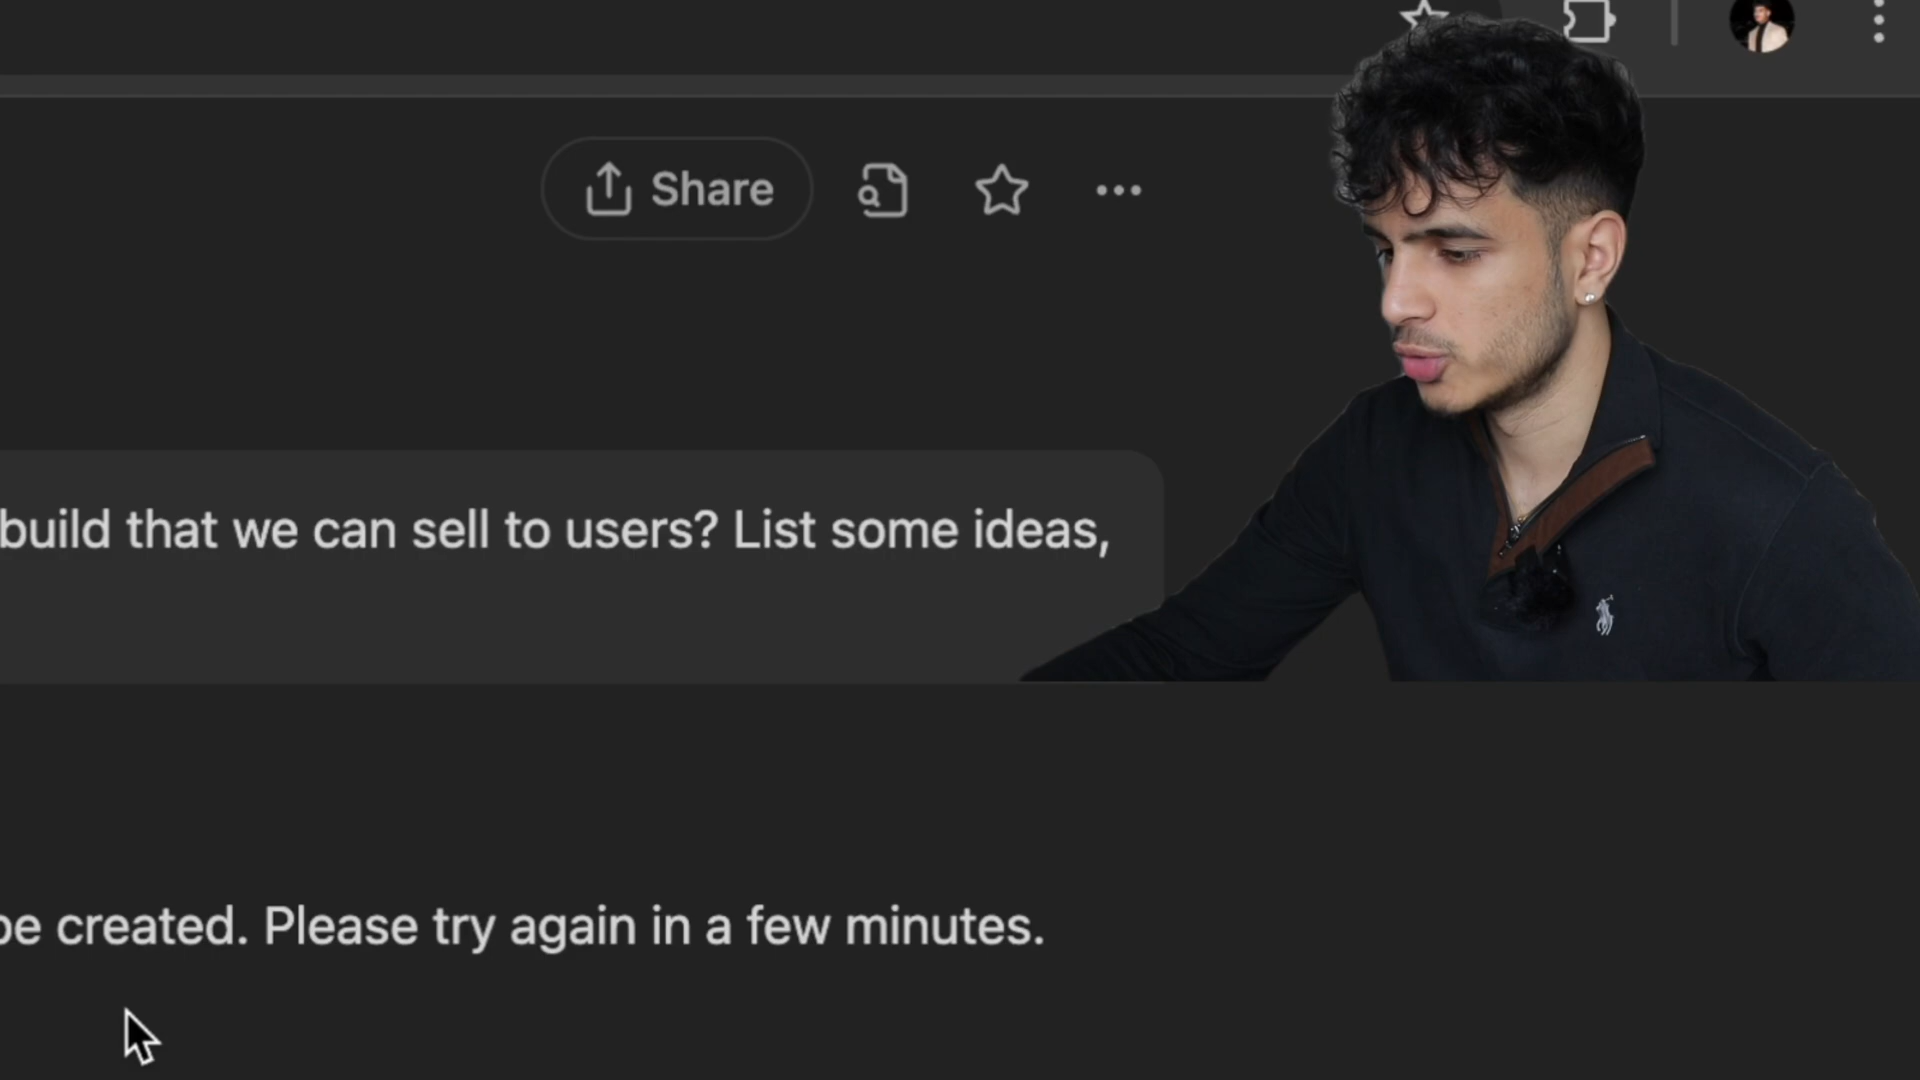 Share
build that we can sell to users? List some ideas,
be created. Please try again in a few minutes.